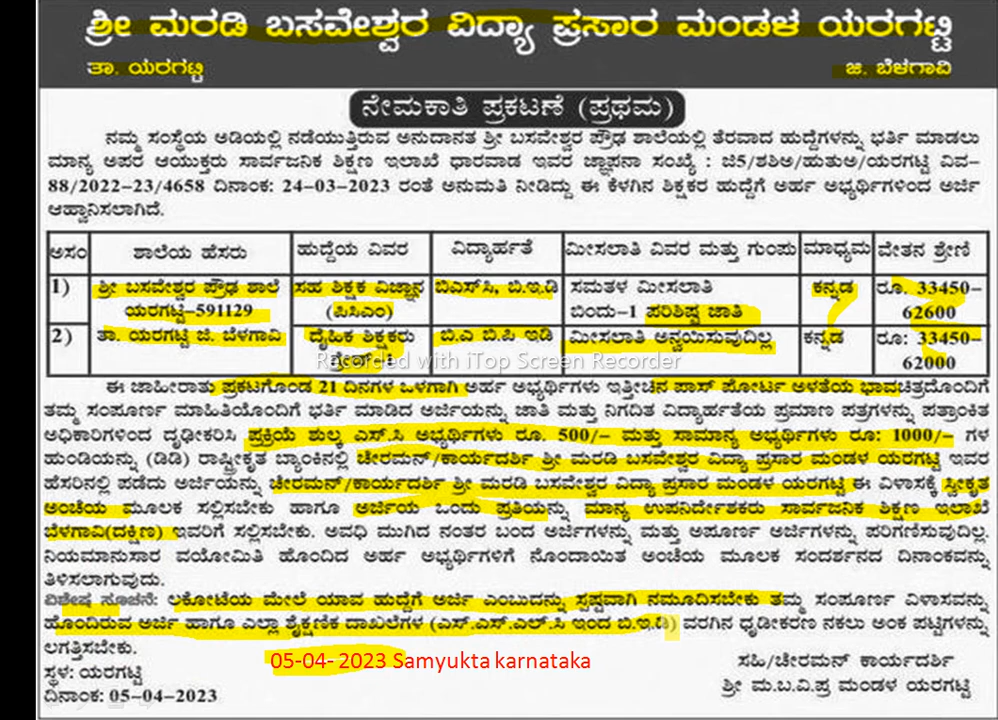 ಶ್ರೀ ಮರಡಿ ಬಸವೇಶ್ವರ ವಿದ್ಯಾ ಪ್ರಸಾರ ಮಂಡಳ ಯರಗಟ್ಟಿ
ತಾ. ಯರಗಟ್ಟಿ ಜಿ. ಬೆಳಗಾವಿ
ನೇಮಕಾತಿ ಪ್ರಕಟಣೆ (ಪ್ರಥಮ)
ನಮ್ಮ ಸಂಸ್ಥೆಯ ಅಡಿಯಲ್ಲಿ ನಡೆಯುತ್ತಿರುವ ಅನುದಾನತ ಶ್ರೀ ಬಸವೇಶ್ವರ ಪ್ರೌಢ ಶಾಲೆಯಲ್ಲಿ ತೆರವಾದ ಹುದ್ದೆಗಳನ್ನು ಭರ್ತಿ ಮಾಡಲು
ಮಾನ್ಯ ಅಪರ ಆಯುಕ್ತರು ಸಾರ್ವಜನಿಕ ಶಿಕ್ಷಣ ಇಲಾಖೆ ಧಾರವಾಡ ಇವರ ಜ್ಞಾಪನಾ ಸಂಖ್ಯೆ : ಜಿ5/ಶಶಿಅ/ಹುತುಅ/ಯರಗಟ್ಟಿ ವಿವ-
88/2022-23/4658 ದಿನಾಂಕ: 24-03-2023 ರಂತೆ ಅನುಮತಿ ನೀಡಿದ್ದು ಈ ಕೆಳಗಿನ ಶಿಕ್ಷಕರ ಹುದ್ದೆಗೆ ಅರ್ಹ ಅಭ್ಯರ್ಥಿಗಳಿಂದ ಅರ್ಜಿ
ಆಹ್ವಾನಿಸಲಾಗಿದೆ.
ಅಸಂ ಶಾಲೆಯ ಹೆಸರು ಹುದ್ದೆಯ ವಿವರ ವಿದ್ಯಾರ್ಹತೆ ಮೀಸಲಾತಿ ವಿವರ ಮತ್ತು ಗುಂಪು ಮಾಧ್ಯಮ ವೇತನ ಶ್ರೇಣಿ
1) ಶ್ರೀ ಬಸವೇಶ್ವರ ಪ್ರೌಢ ಶಾಲೆ ಸಹ ಶಿಕ್ಷಕ ವಿಜ್ಞಾನ ಬಿಎಸ್‌ಸಿ, ಬಿ.ಇ.ಡಿ ಸಮತಳ ಮೀಸಲಾತಿ ಕನ್ನಡ ರೂ. 33450-
ಯರಗಟ್ಟಿ-591129 (ಪಿಸಿಎಂ) ಬಿಂದು-1 ಪರಿಶಿಷ್ಟ ಜಾತಿ 62600
2) ತಾ. ಯರಗಟ್ಟಿ ಜಿ. ಬೆಳಗಾವಿ ದೈಹಿಕ ಶಿಕ್ಷಕರು ಬಿ.ಎ ಬಿ.ಪಿ ಇಡಿ ಮೀಸಲಾತಿ ಅನ್ವಯಿಸುವುದಿಲ್ಲ ಕನ್ನಡ ರೂ: 33450-
ಗ್ರೇಡ್-1 62000
Recorded with iTop Screen Recorder
ಈ ಜಾಹೀರಾತು ಪ್ರಕಟಗೊಂಡ 21 ದಿನಗಳ ಒಳಗಾಗಿ ಅರ್ಹ ಅಭ್ಯರ್ಥಿಗಳು ಇತ್ತೀಚಿನ ಪಾಸ್ ಪೋರ್ಟ ಅಳತೆಯ ಭಾವಚಿತ್ರದೊಂದಿಗೆ
ತಮ್ಮ ಸಂಪೂರ್ಣ ಮಾಹಿತಿಯೊಂದಿಗೆ ಭರ್ತಿ ಮಾಡಿದ ಅರ್ಜಿಯನ್ನು ಜಾತಿ ಮತ್ತು ನಿಗದಿತ ವಿದ್ಯಾರ್ಹತೆಯ ಪ್ರಮಾಣ ಪತ್ರಗಳನ್ನು ಪತ್ರಾಂಕಿತ
ಅಧಿಕಾರಿಗಳಿಂದ ದೃಢೀಕರಿಸಿ ಪ್ರಕ್ರಿಯೆ ಶುಲ್ಕ ಎಸ್.ಸಿ ಅಭ್ಯರ್ಥಿಗಳು ರೂ. 500/- ಮತ್ತು ಸಾಮಾನ್ಯ ಅಭ್ಯರ್ಥಿಗಳು ರೂ: 1000/- ಗಳ
ಹುಂಡಿಯನ್ನು (ಡಿಡಿ) ರಾಷ್ಟ್ರೀಕೃತ ಬ್ಯಾಂಕಿನಲ್ಲಿ ಚೇರಮನ್/ಕಾರ್ಯದರ್ಶಿ ಶ್ರೀ ಮರಡಿ ಬಸವೇಶ್ವರ ವಿದ್ಯಾ ಪ್ರಸಾರ ಮಂಡಳ ಯರಗಟ್ಟಿ ಇವರ
ಹೆಸರಿನಲ್ಲಿ ಪಡೆದು ಅರ್ಜಿಯನ್ನು ಚೇರಮನ್/ಕಾರ್ಯದರ್ಶಿ ಶ್ರೀ ಮರಡಿ ಬಸವೇಶ್ವರ ವಿದ್ಯಾ ಪ್ರಸಾರ ಮಂಡಳ ಯರಗಟ್ಟಿ ಈ ವಿಳಾಸಕ್ಕೆ ಸ್ವೀಕೃತ
ಅಂಚೆಯ ಮೂಲಕ ಸಲ್ಲಿಸಬೇಕು ಹಾಗೂ ಅರ್ಜಿಯ ಒಂದು ಪ್ರತಿಯನ್ನು ಮಾನ್ಯ ಉಪನಿರ್ದೇಶಕರು ಸಾರ್ವಜನಿಕ ಶಿಕ್ಷಣ ಇಲಾಖೆ
ಬೆಳಗಾವಿ(ದಕ್ಷಿಣ) ಇವರಿಗೆ ಸಲ್ಲಿಸಬೇಕು. ಅವಧಿ ಮುಗಿದ ನಂತರ ಬಂದ ಅರ್ಜಿಗಳನ್ನು ಮತ್ತು ಅಪೂರ್ಣ ಅರ್ಜಿಗಳನ್ನು ಪರಿಗಣಿಸುವುದಿಲ್ಲ.
ನಿಯಮಾನುಸಾರ ವಯೋಮಿತಿ ಹೊಂದಿದ ಅರ್ಹ ಅಭ್ಯರ್ಥಿಗಳಿಗೆ ನೊಂದಾಯಿತ ಅಂಚೆಯ ಮೂಲಕ ಸಂದರ್ಶನದ ದಿನಾಂಕವನ್ನು
ತಿಳಿಸಲಾಗುವುದು.
ವಿಶೇಷ ಸೂಚನೆ: ಲಕೋಟೆಯ ಮೇಲೆ ಯಾವ ಹುದ್ದೆಗೆ ಅರ್ಜಿ ಎಂಬುದನ್ನು ಸ್ಪಷ್ಟವಾಗಿ ನಮೂದಿಸಬೇಕು ತಮ್ಮ ಸಂಪೂರ್ಣ ವಿಳಾಸವನ್ನು
ಹೊಂದಿರುವ ಅರ್ಜಿ ಹಾಗೂ ಎಲ್ಲಾ ಶೈಕ್ಷಣಿಕ ದಾಖಲೆಗಳ (ಎಸ್.ಎಸ್.ಎಲ್.ಸಿ ಇಂದ ಬಿ.ಇ.ಡಿ) ವರಗಿನ ಧೃಡೀಕರಣ ನಕಲು ಅಂಕ ಪಟ್ಟಿಗಳನ್ನು
ಲಗತ್ತಿಸಬೇಕು.
05-04- 2023 Samyukta karnataka
ಸಹಿ/ಚೇರಮನ್ ಕಾರ್ಯದರ್ಶಿ
ಸ್ಥಳ: ಯರಗಟ್ಟಿ
ಶ್ರೀ ಮ.ಬ.ವಿ.ಪ್ರ ಮಂಡಳ ಯರಗಟ್ಟಿ
ದಿನಾಂಕ: 05-04-2023